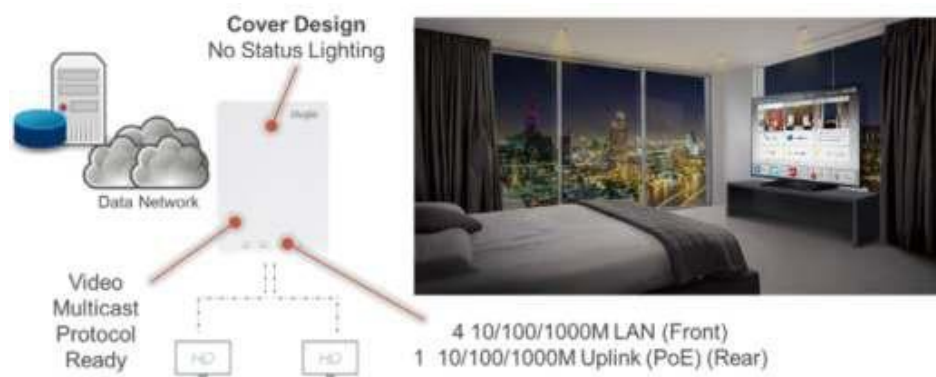 Cover Design
No Status Lighting
Data Network
Video
Multicast
Protocol
Ready
HD
HD
4 10/100/1000M LAN (Front)
1 10/100/1000M Uplink (PoE) (Rear)